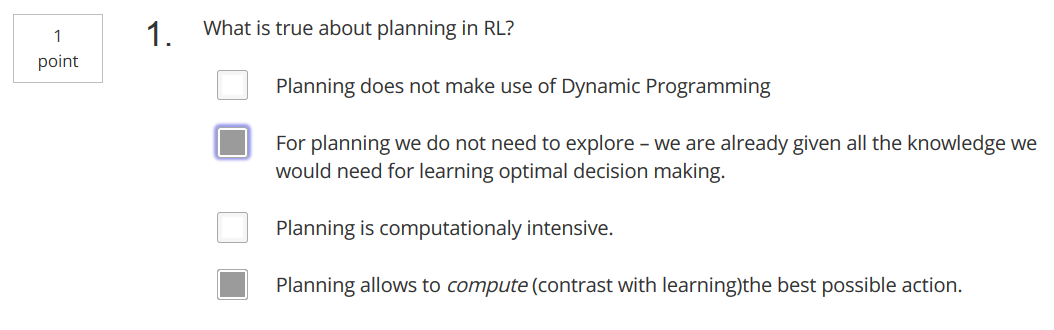 1
point
1.
What is true about planning in RL?
Planning does not make use of Dynamic Programming
For planning we do not need to explore – we are already given all the knowledge we
would need for learning optimal decision making.
Planning is computationaly intensive.
Planning allows to compute (contrast with learning)the best possible action.